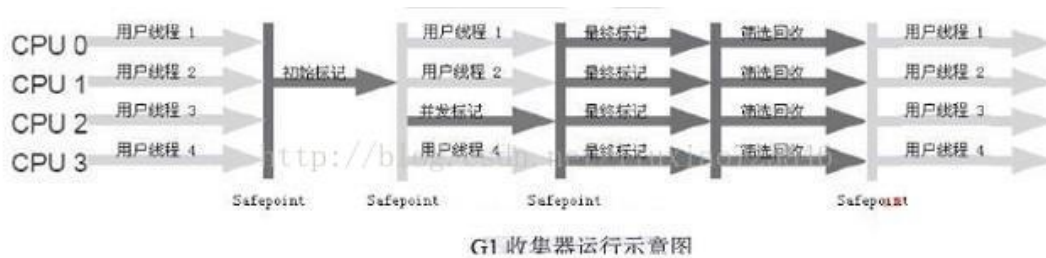 CPU 0 用户线程 1 用户线程 1 最终标记 筛选回收 用户线程 1
CPU 1 用户线程 2 初始标记 用户线程 2 最终标记 筛选回收 用户线程 2
CPU 2 用户线程 3 并发标记 最终标记 筛选回收 用户线程 3
CPU 3 用户线程 4 用户线程 4 最终标记 筛选回收 用户线程 4
Safepoint Safepoint Safepoint Safepoint
G1 收集器运行示意图